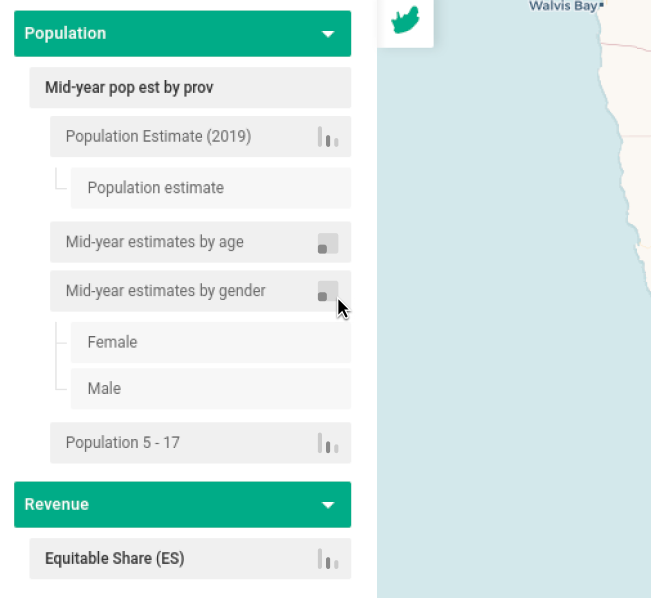 Population
Mid-year pop est by prov
Population Estimate (2019)
Population estimate
Mid-year estimates by age
Mid-year estimates by gender
Female
Male
Population 5 - 17
Revenue
Equitable Share (ES)
Walvis Bay